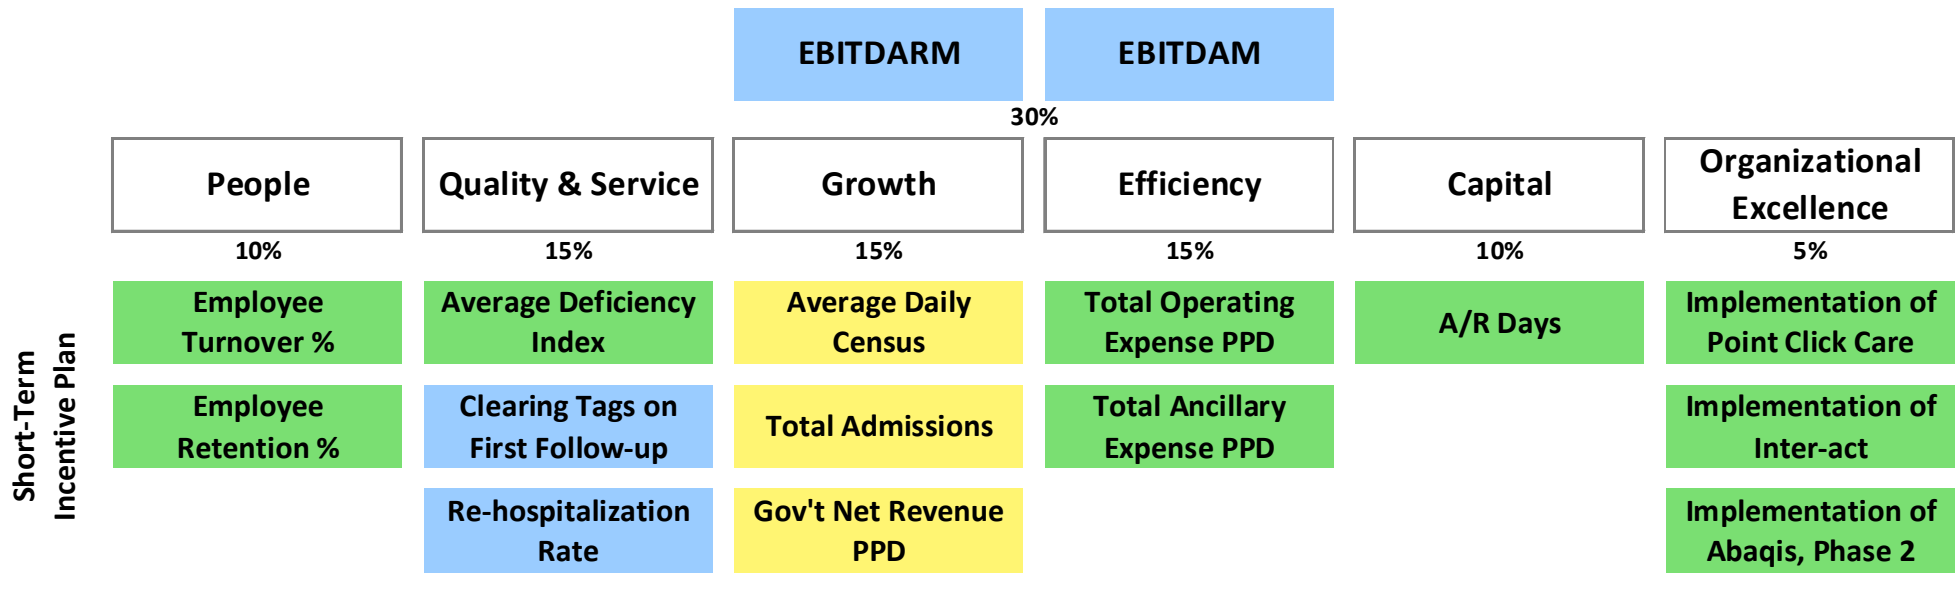 EBITDARM
EBITDAM
30%
People
Quality & Service
Growth
Efficiency
Capital
Organizational
Excellence
10%
15%
15%
15%
10%
5%
Short-Term
Incentive Plan
Employee
Turnover %
Average Deficiency
Index
Average Daily
Census
Total Operating
Expense PPD
A/R Days
Implementation of
Point Click Care
Employee
Retention %
Clearing Tags on
First Follow-up
Total Admissions
Total Ancillary
Expense PPD
Implementation of
Inter-act
Re-hospitalization
Rate
Gov't Net Revenue
PPD
Implementation of
Abaqis, Phase 2